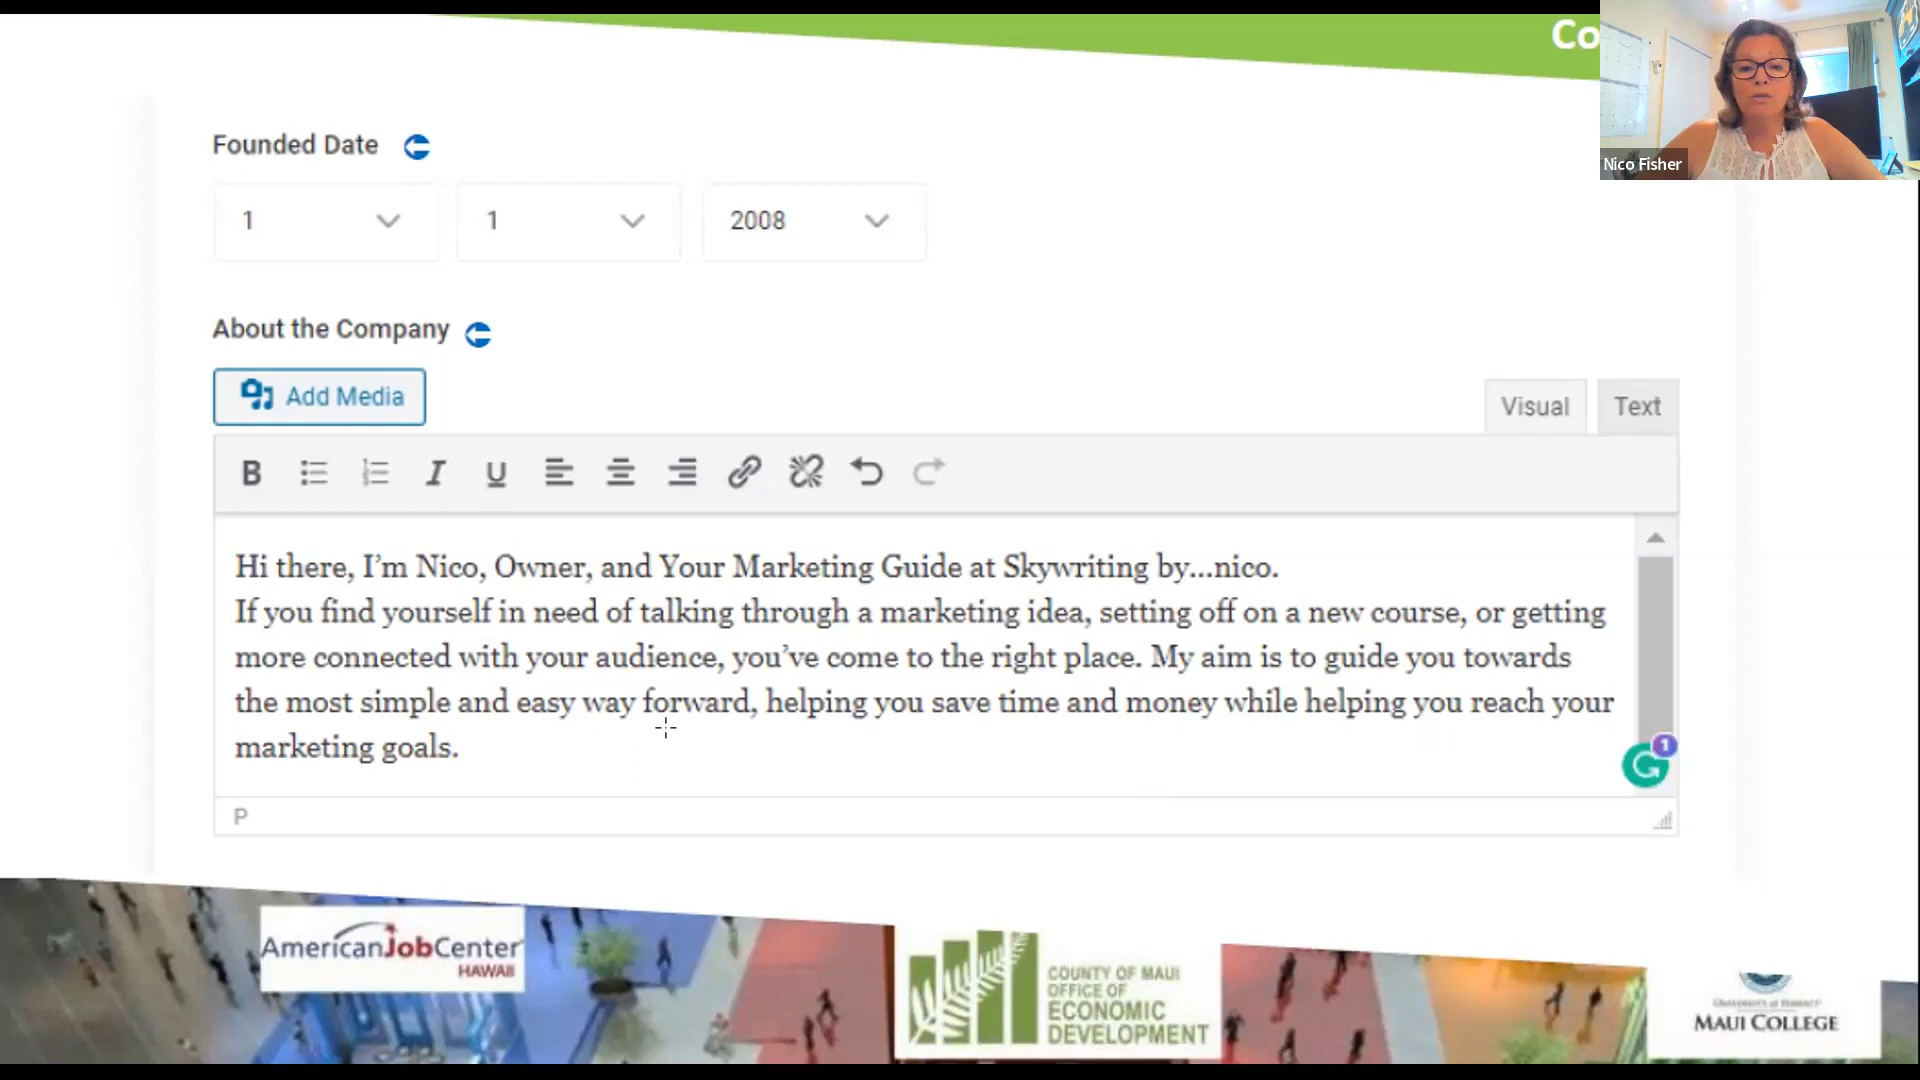 Co
Nico Fisher
Founded Date
1
1
2008
About the Company
Add Media
Visual
Text
B
I
U
Hi there, I’m Nico, Owner, and Your Marketing Guide at Skywriting by...nico.
If you find yourself in need of talking through a marketing idea, setting off on a new course, or getting
more connected with your audience, you’ve come to the right place. My aim is to guide you towards
the most simple and easy way forward, helping you save time and money while helping you reach your
marketing goals.
1
P
AmericanJobCenter
HAWAII
COUNTY OF MAUI
OFFICE OF
ECONOMIC
DEVELOPMENT
UNIVERSITY of HAWAI'I
MAUI COLLEGE